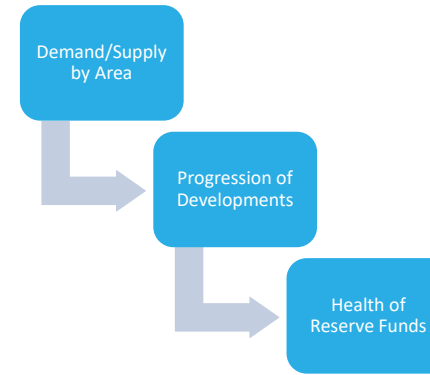 Demand/Supply
by Area
Progression of
Developments
Health of
Reserve Funds